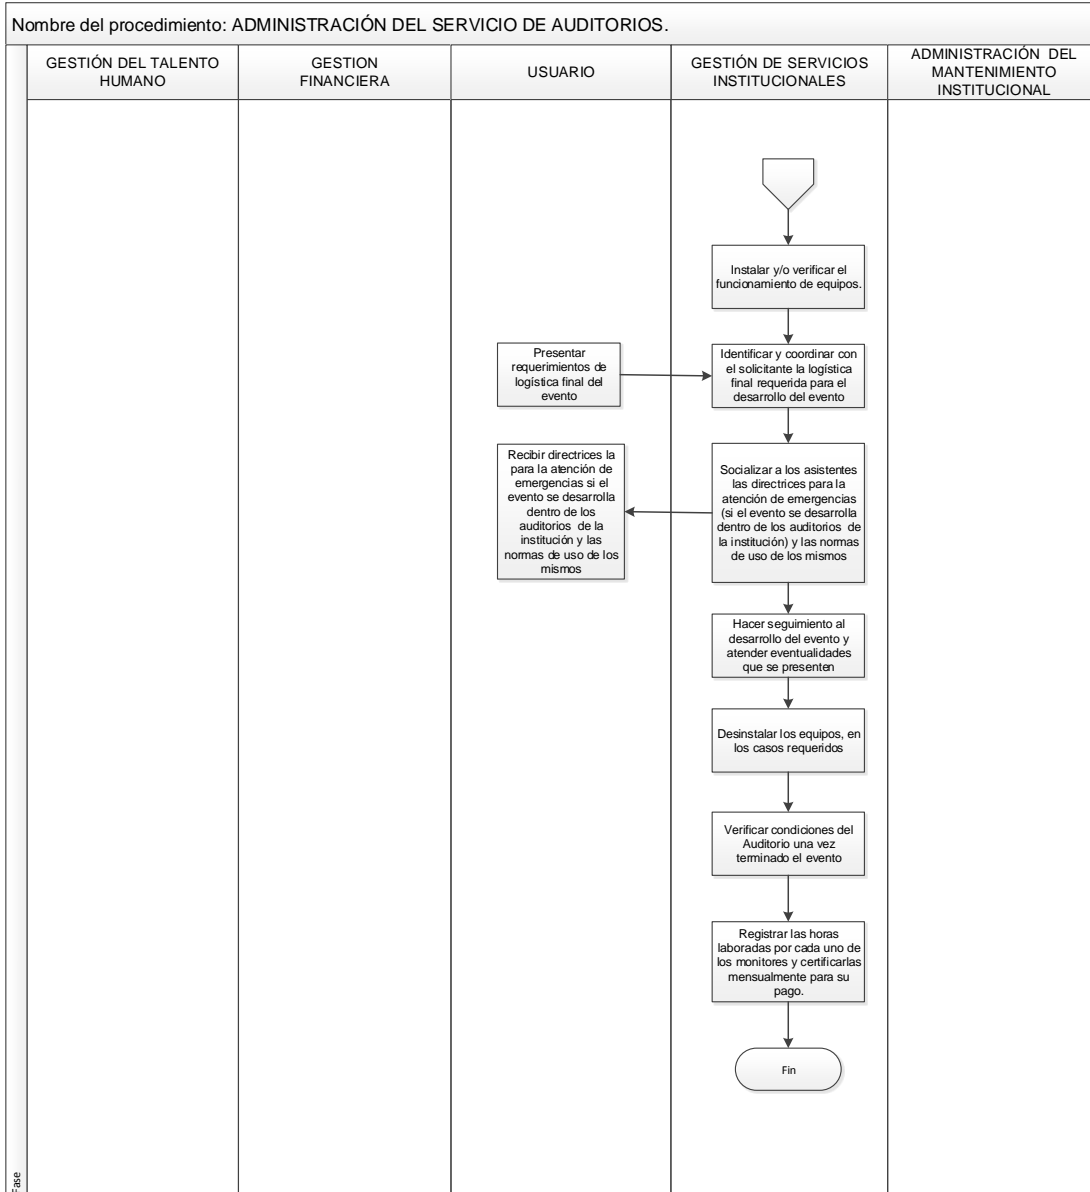 Nombre del procedimiento: ADMINISTRACIÓN DEL SERVICIO DE AUDITORIOS.
GESTIÓN DEL TALENTO
HUMANO
GESTION
FINANCIERA
USUARIO
GESTIÓN DE SERVICIOS
INSTITUCIONALES
ADMINISTRACIÓN DEL
MANTENIMIENTO
INSTITUCIONAL
Instalar y/o verificar el
funcionamiento de equipos.
Presentar
requerimientos de
logística final del
evento
Identificar y coordinar con
el solicitante la logística
final requerida para el
desarrollo del evento
Recibir directrices la
para la atención de
emergencias si el
evento se desarrolla
dentro de los
auditorios de la
institución y las
normas de uso de los
mismos
Socializar a los asistentes
las directrices para la
atención de emergencias
(si el evento se desarrolla
dentro de los auditorios de
la institución) y las normas
de uso de los mismos
Hacer seguimiento al
desarrollo del evento y
atender eventualidades
que se presenten
Desinstalar los equipos, en
los casos requeridos
Verificar condiciones del
Auditorio una vez
terminado el evento
Registrar las horas
laboradas por cada uno de
los monitores y certificarlas
mensualmente para su
pago.
Fin
Fase